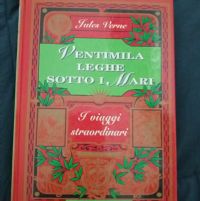 Jules Verne
VENTIMILA
LEGHE
SOTTO I MARI
I viaggi
straordinari